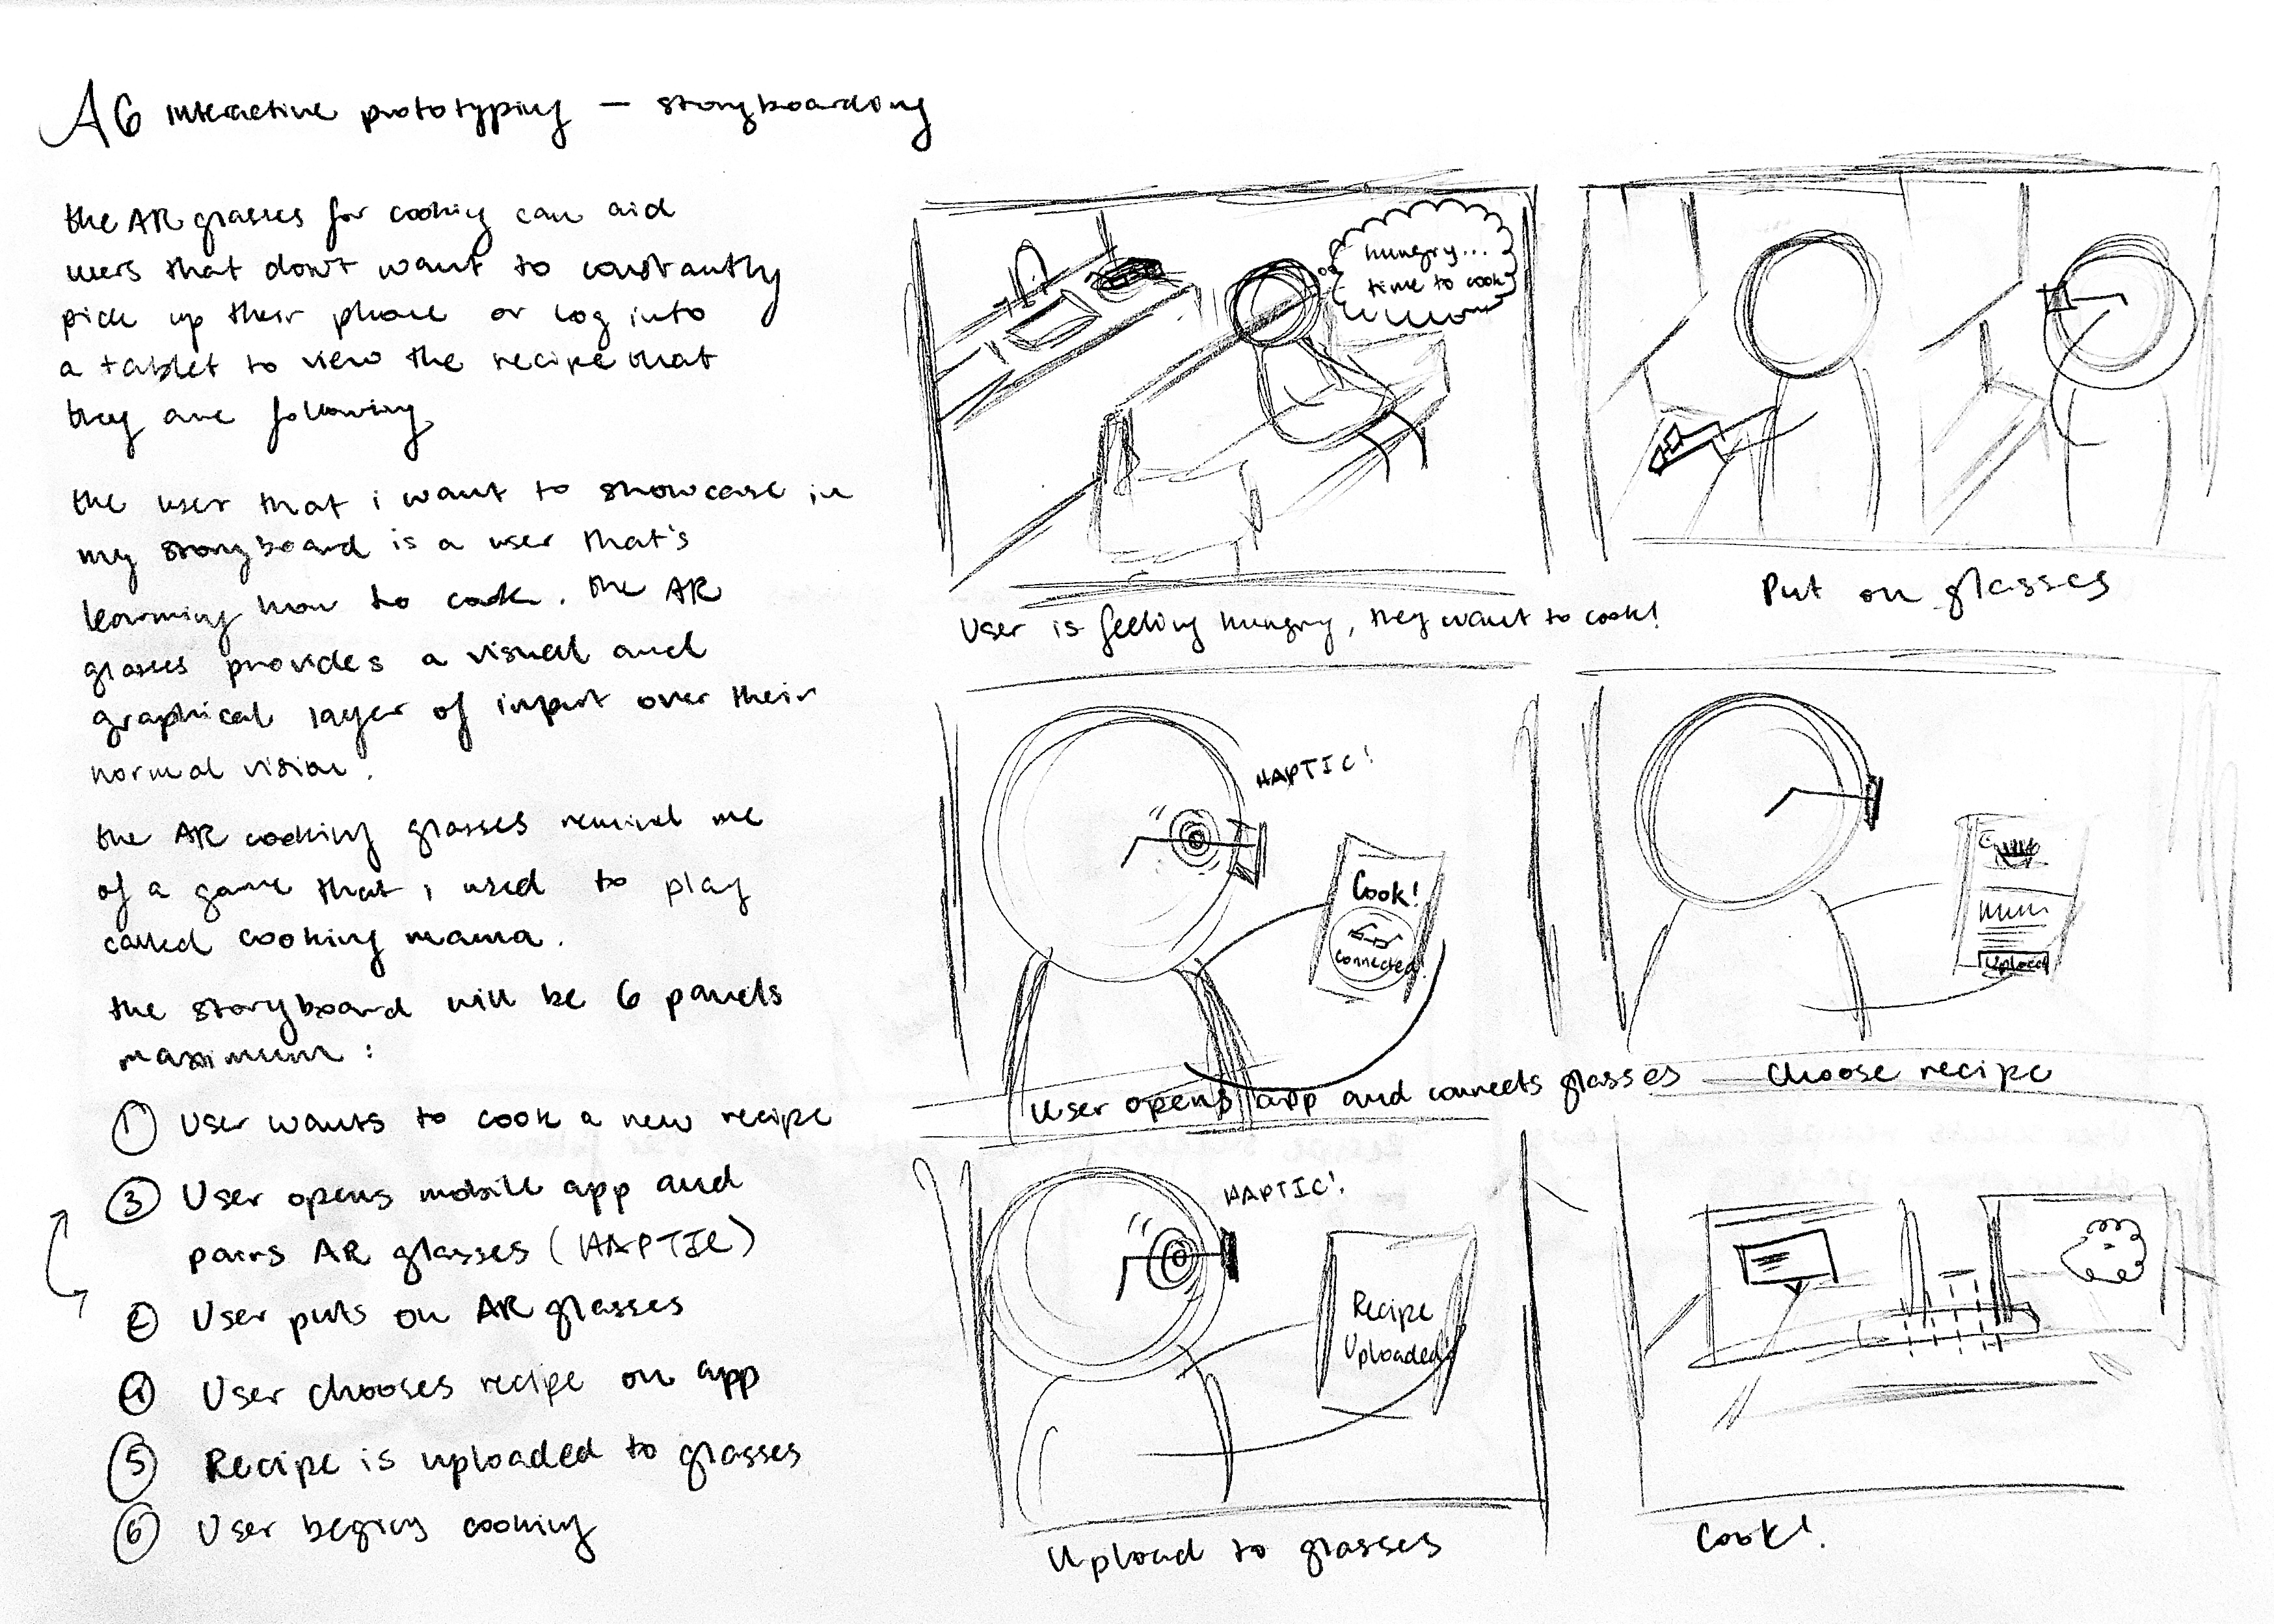 A6 interactive prototyping — storyboarding
the AR glasses for cooking can aid
users that don't want to constantly
pick up their phone or log into
a tablet to view the recipe that
they are following
the user that i want to showcase in
my storyboard is a user that's
learning how to cook. the AR
glasses provides a visual and
graphical layer of input over their
normal vision.
the AR cooking glasses remind me
of a game that i used to play
called cooking mama.
the storyboard will be 6 panels
maximum:
① User wants to cook a new recipe
③ User opens mobile app and
pairs AR glasses (HAPTIC)
② User puts on AR glasses
④ User chooses recipe on app
⑤ Recipe is uploaded to glasses
⑥ User begins cooking
hungry...
time to cook
User is feeling hungry, they want to cook!
Put on glasses
HAPTIC!
Cook!
Connected!
User opens app and connects glasses
Upload
Choose recipe
HAPTIC!
Recipe
Uploaded
Upload to glasses
Cook!